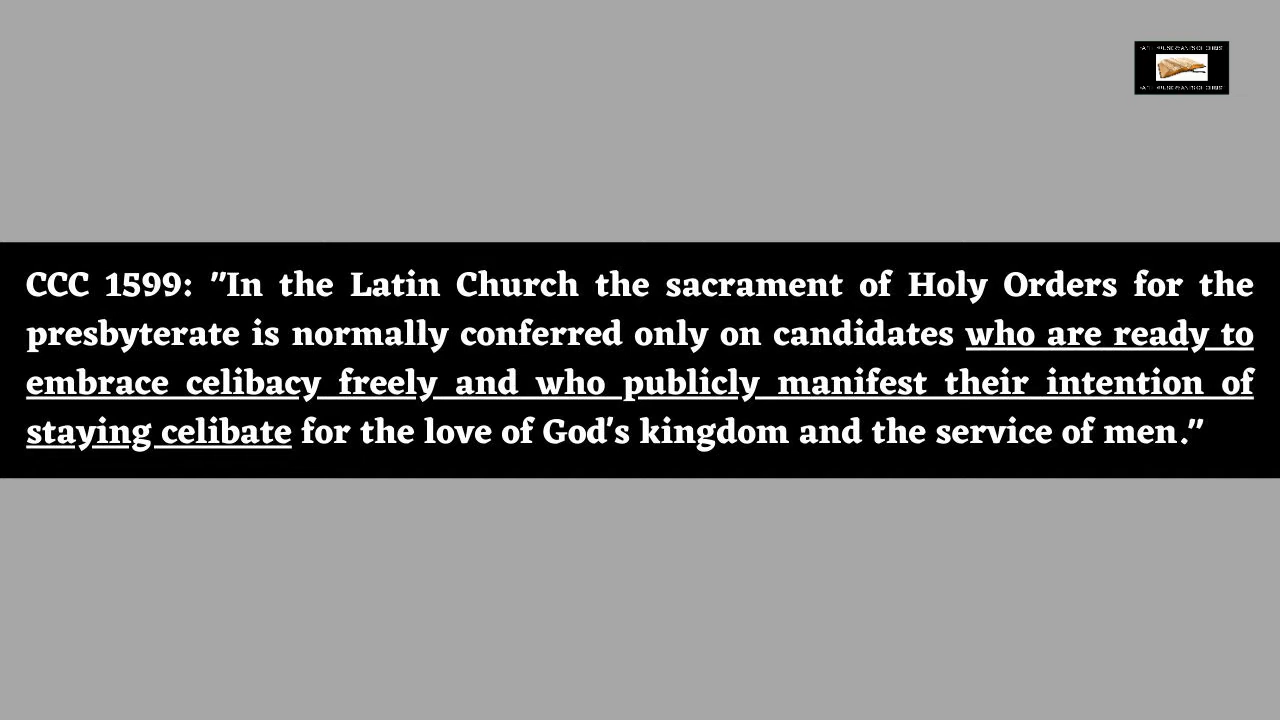 CCC 1599: "In the Latin Church the sacrament of Holy Orders for the
presbyterate is normally conferred only on candidates who are ready to
embrace celibacy freely and who publicly manifest their intention of
staying celibate for the love of God's kingdom and the service of men."